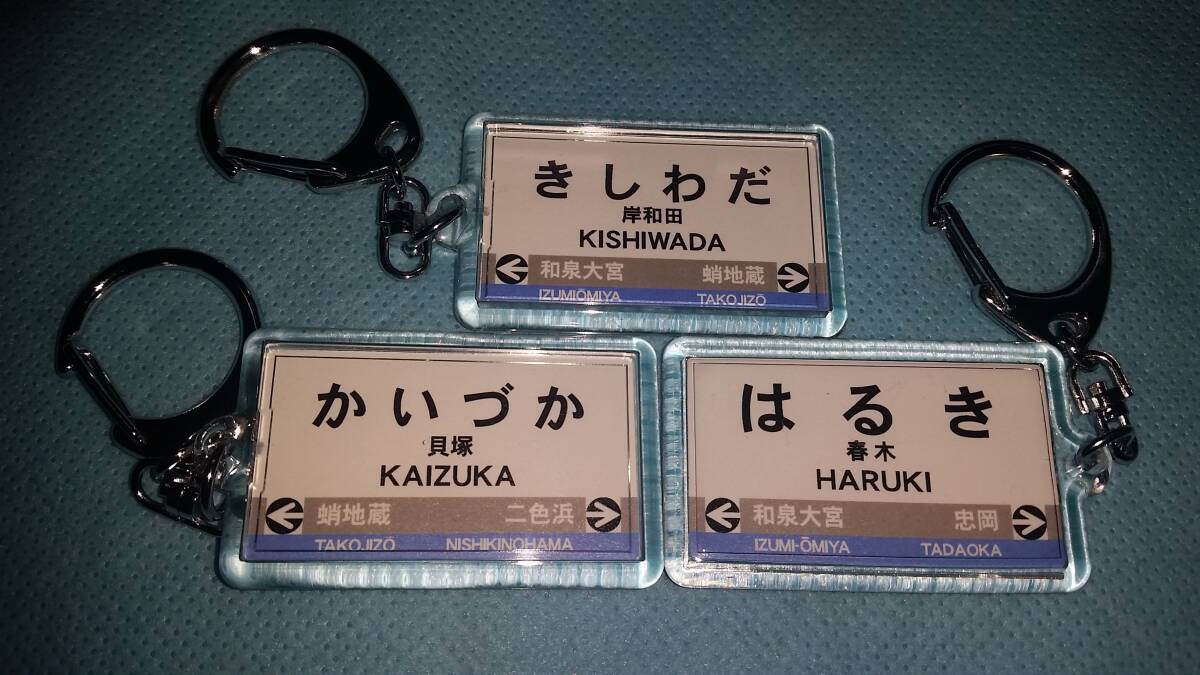 きしわだ
岸和田
KISHIWADA
和泉大宮 蛸地蔵
IZUMIŌMIYA TAKOJIZŌ
かいづか
貝塚
KAIZUKA
蛸地蔵 二色浜
TAKOJIZŌ NISHIKINOHAMA
はるき
春木
HARUKI
和泉大宮 忠岡
IZUMI-ŌMIYA TADAOKA